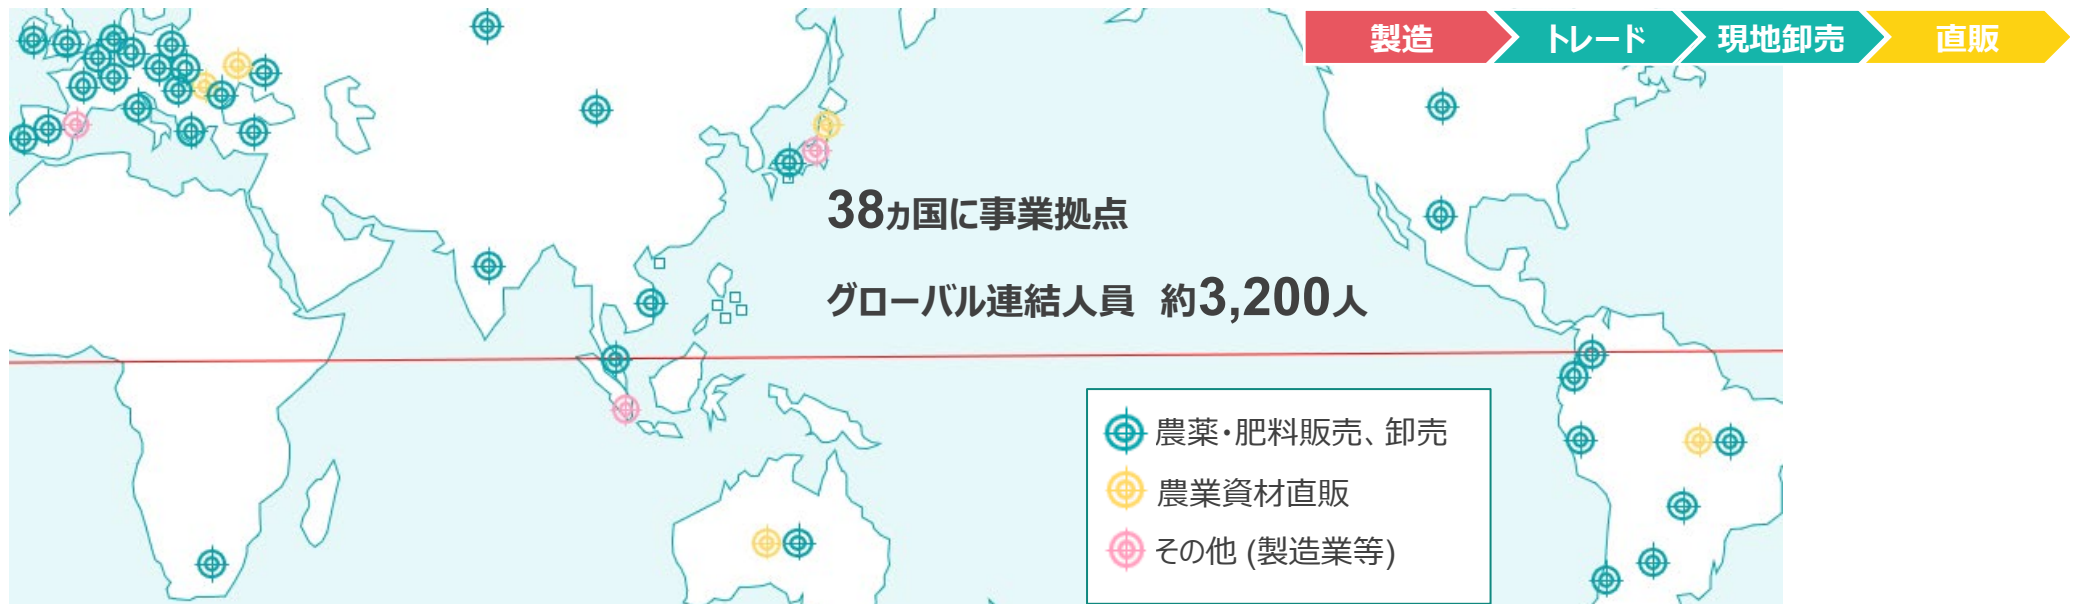 製造 トレード 現地卸売 直販
38ヵ国に事業拠点
グローバル連結人員 約3,200人
農薬・肥料販売、卸売
農業資材直販
その他 (製造業等)